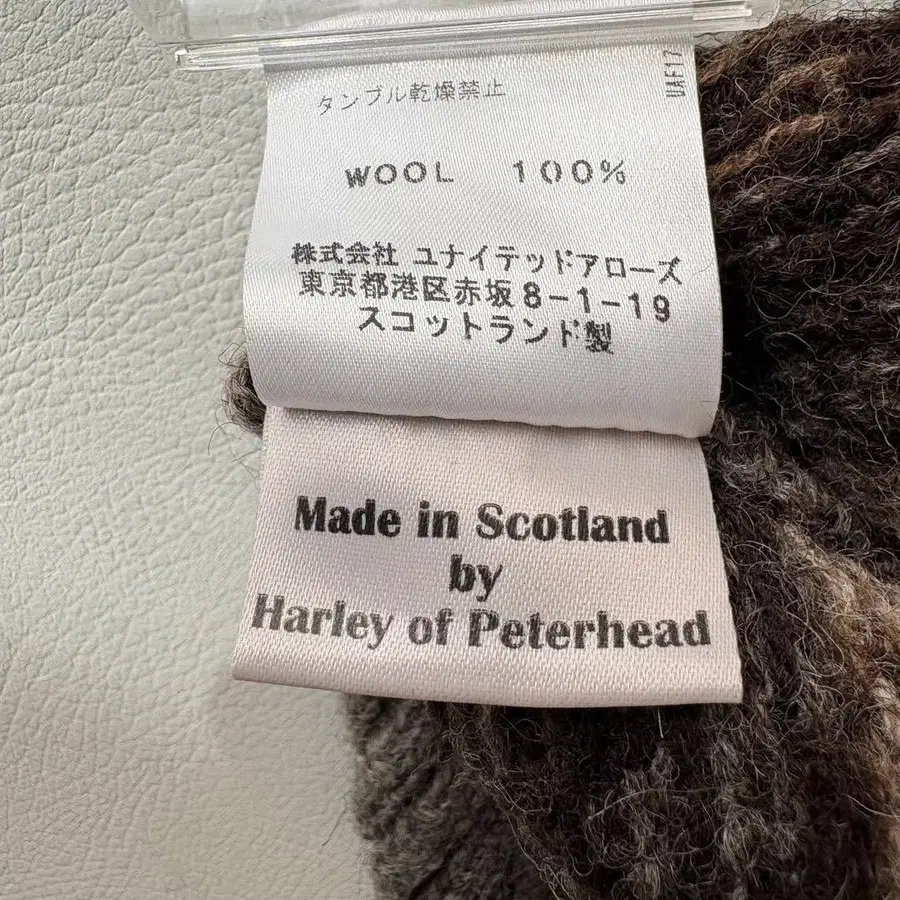 タンブル乾燥禁止
UAF17
WOOL 100%
株式会社 ユナイテッドアローズ
東京都港区赤坂8-1-19
スコットランド製
Made in Scotland
by
Harley of Peterhead